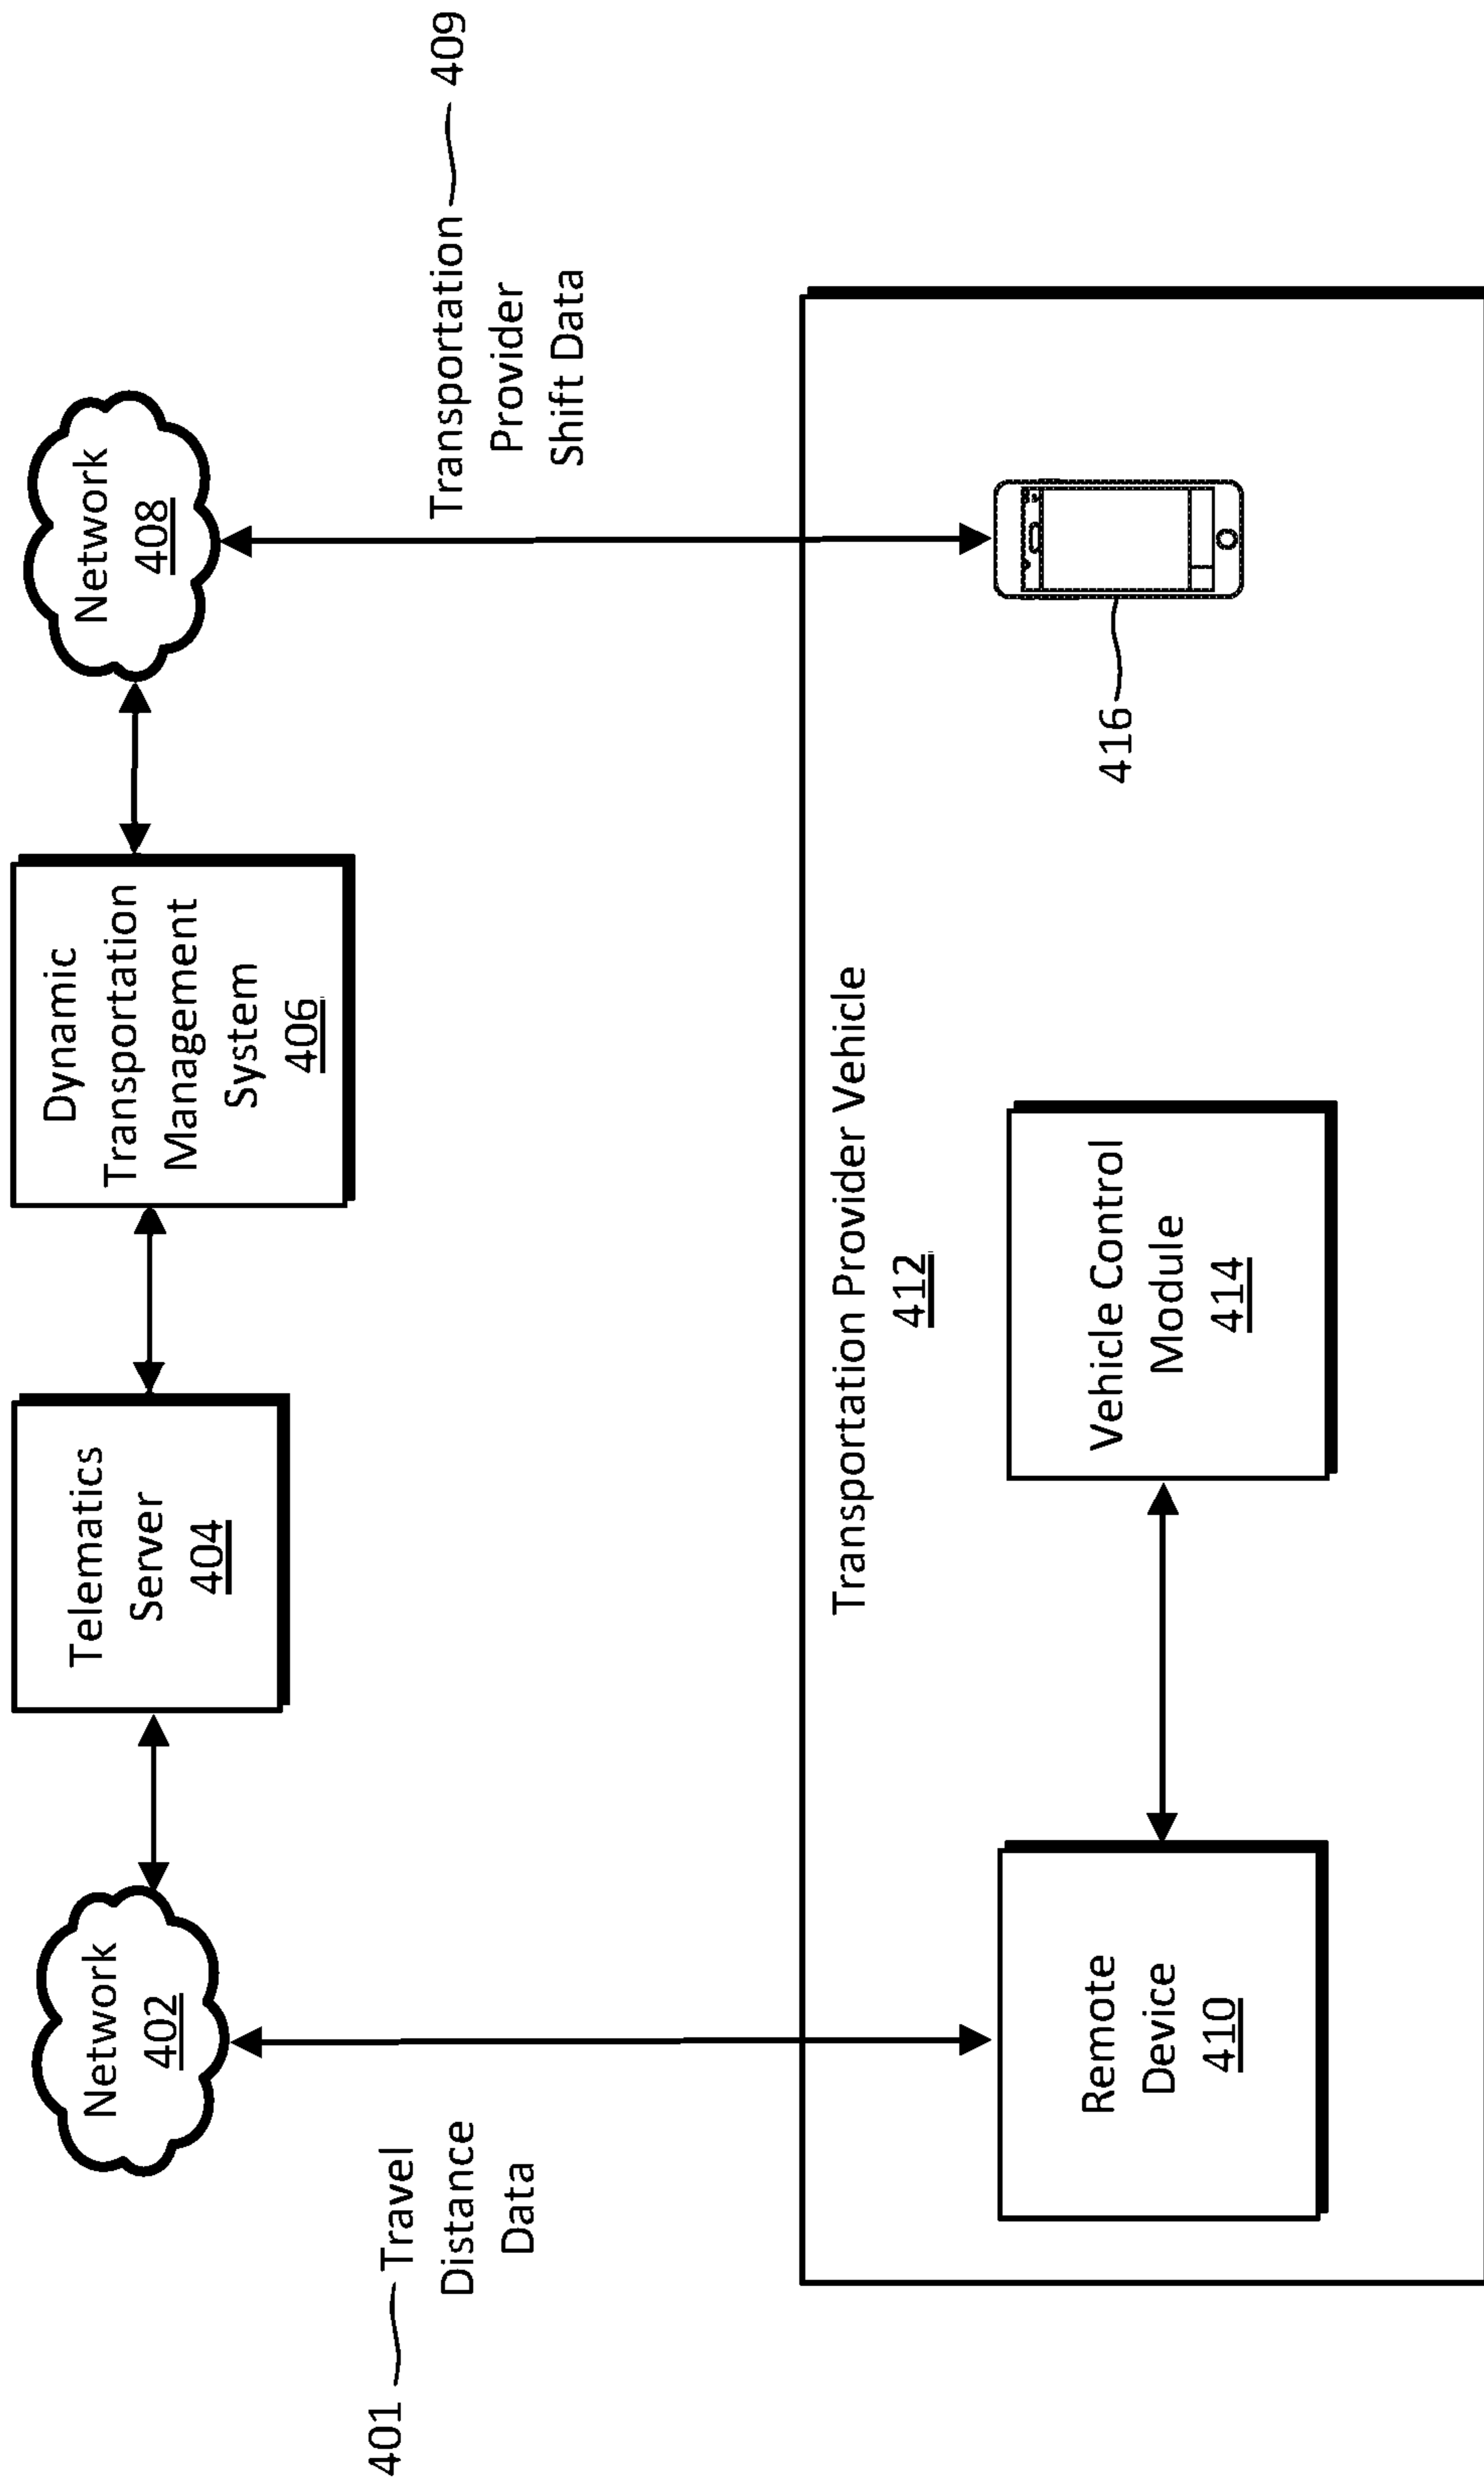 Network
402
Telematics
Server
404
Dynamic
Transportation
Management
System
406
Network
408
401
Travel
Distance
Data
Transportation
Provider
Shift Data
409
Transportation Provider Vehicle
412
Remote
Device
410
Vehicle Control
Module
414
416